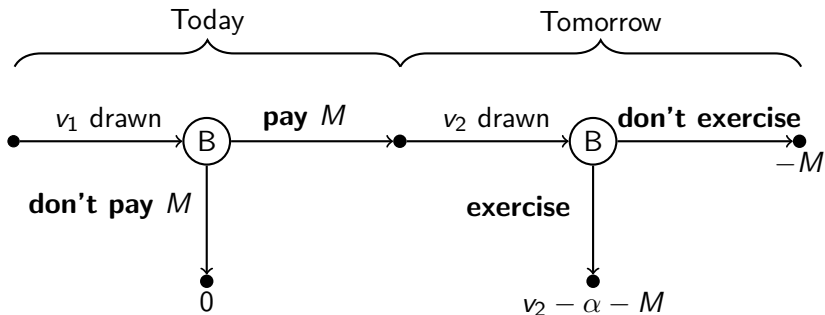 Today
Tomorrow
v₁ drawn
B
pay M
v₂ drawn
B
don't exercise
−M
don't pay M
exercise
0
v₂ − α − M